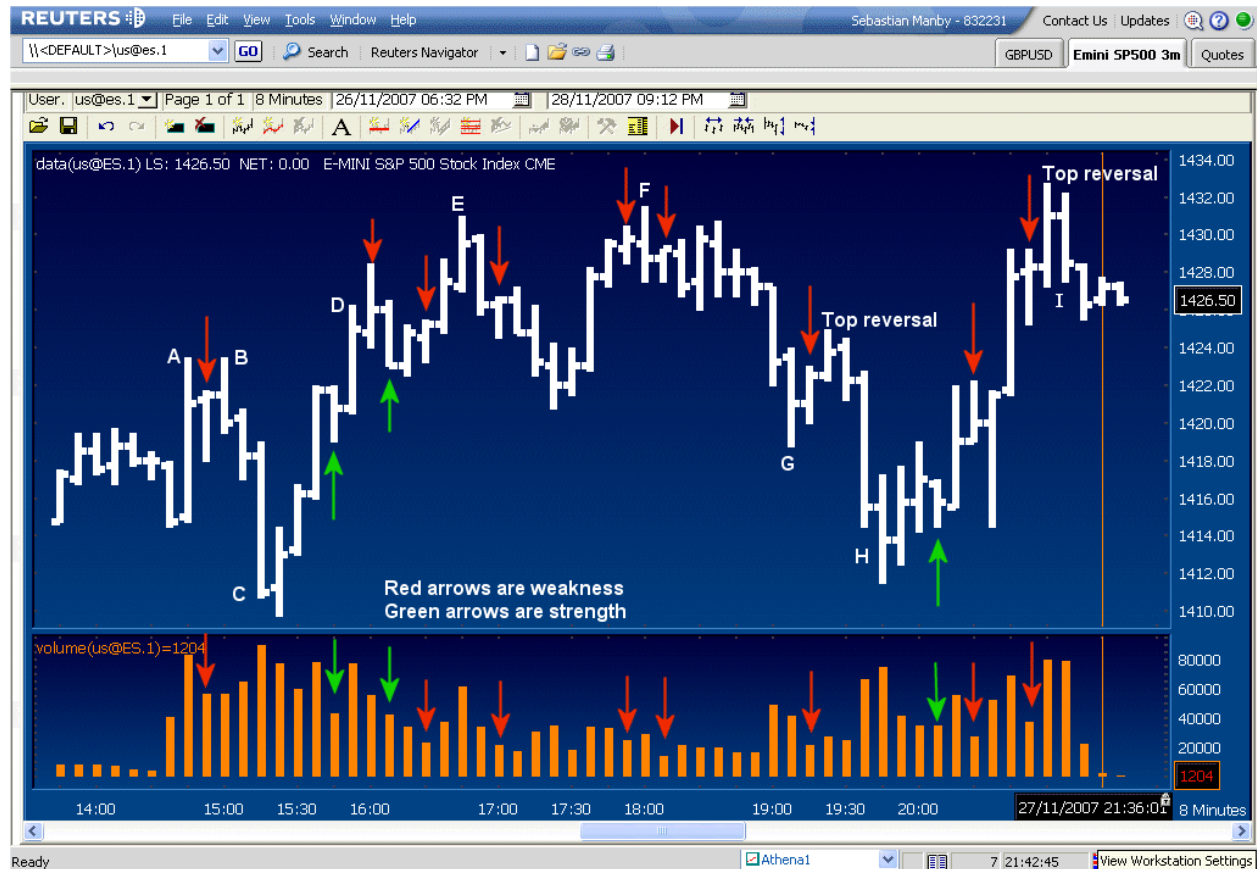 REUTERS File Edit View Tools Window Help Sebastian Manby - 832231 Contact Us Updates
\\<DEFAULT>\us@es.1 GO Search Reuters Navigator GBPUSD Emini SP500 3m Quotes
User. us@es.1 Page 1 of 1 8 Minutes 26/11/2007 06:32 PM 28/11/2007 09:12 PM
A
data(us@ES.1) LS: 1426.50 NET: 0.00 E-MINI S&P 500 Stock Index CME
1434.00
Top reversal
1432.00
E
F
1430.00
1428.00
D
I
1426.50
Top reversal
A
B
1424.00
1422.00
1420.00
G
1418.00
1416.00
1414.00
H
1412.00
C
Red arrows are weakness
Green arrows are strength
1410.00
volume(us@ES.1)=1204
80000
60000
40000
20000
1204
14:00 15:00 15:30 16:00 17:00 17:30 18:00 19:00 19:30 20:00 27/11/2007 21:36:01 8 Minutes
Ready Athena1 7 21:42:45 View Workstation Settings